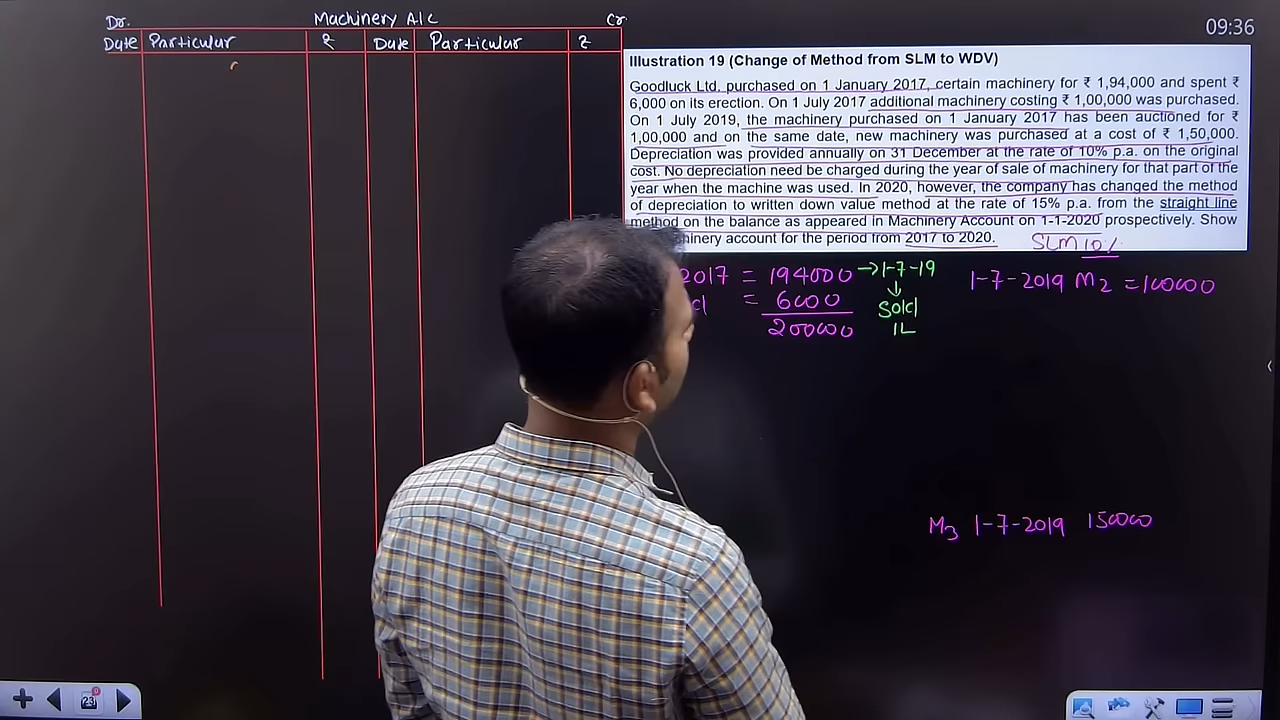 09:36
Dr. Machinery A/c Cr.
Date Particular ₹ Date Particular ₹
Illustration 19 (Change of Method from SLM to WDV)
Goodluck Ltd. purchased on 1 January 2017, certain machinery for ₹ 1,94,000 and spent ₹
6,000 on its erection. On 1 July 2017 additional machinery costing ₹ 1,00,000 was purchased.
On 1 July 2019, the machinery purchased on 1 January 2017 has been auctioned for ₹
1,00,000 and on the same date, new machinery was purchased at a cost of ₹ 1,50,000.
Depreciation was provided annually on 31 December at the rate of 10% p.a. on the original
cost. No depreciation need be charged during the year of sale of machinery for that part of the
year when the machine was used. In 2020, however, the company has changed the method
of depreciation to written down value method at the rate of 15% p.a. from the straight line
method on the balance as appeared in Machinery Account on 1-1-2020 prospectively. Show
machinery account for the period from 2017 to 2020.
SLM 10%
2017 = 194000 → 1-7-19
= 6000 ↓
200000 Sold
1L
1-7-2019 M2 = 100000
M3 1-7-2019 150000
23